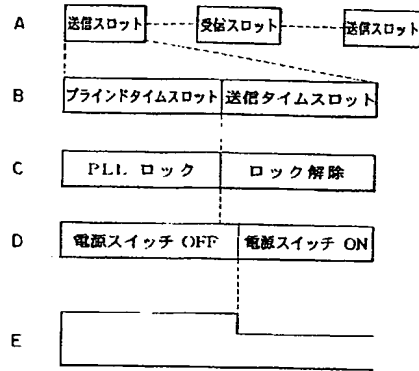 A 送信スロット 受信スロット 送信スロット
B ブラインドタイムスロット 送信タイムスロット
C PLL ロック ロック解除
D 電源スイッチ OFF 電源スイッチ ON
E